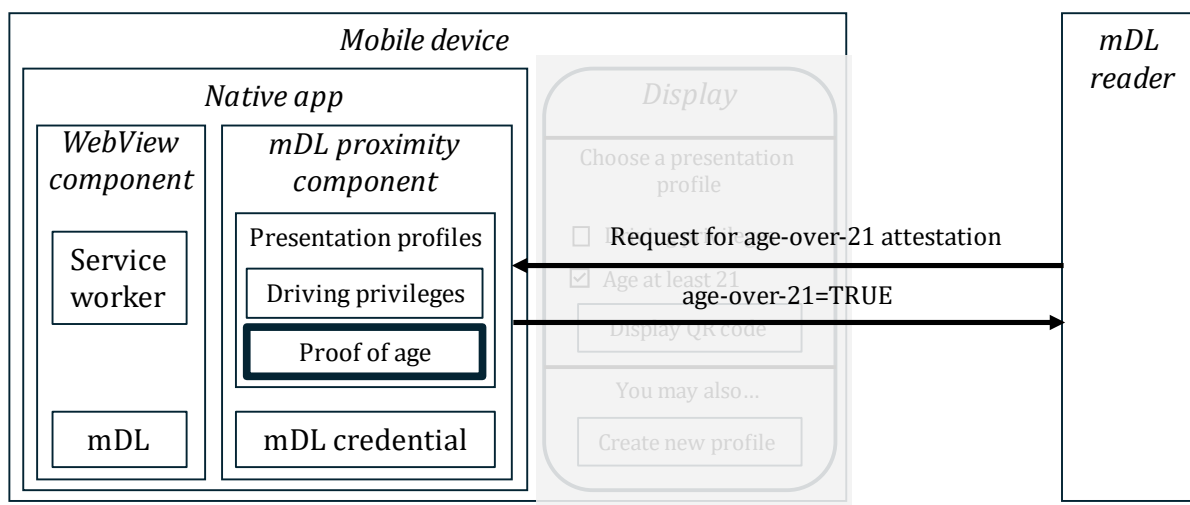 Mobile device
mDL
reader
Native app
WebView
component
Service
worker
mDL
mDL proximity
component
Presentation profiles
Driving privileges
Proof of age
mDL credential
Display
Choose a presentation
profile
Request for age-over-21 attestation
Age at least 21
age-over-21=TRUE
Display QR code
You may also...
Create new profile